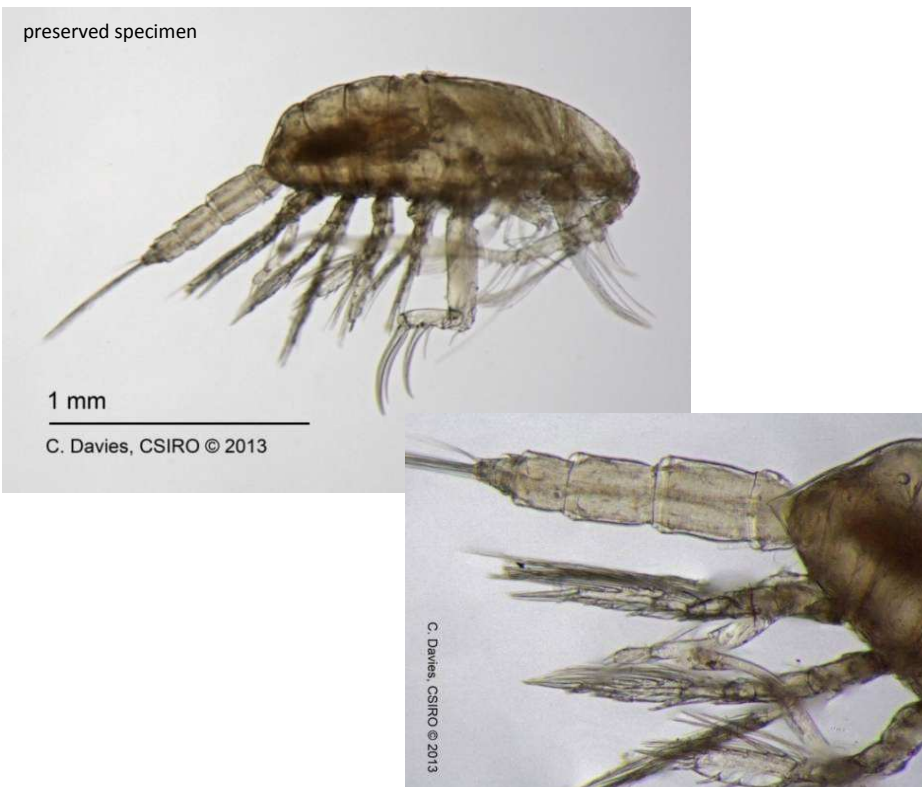 preserved specimen
1 mm
C. Davies, CSIRO © 2013
C. Davies, CSIRO © 2013